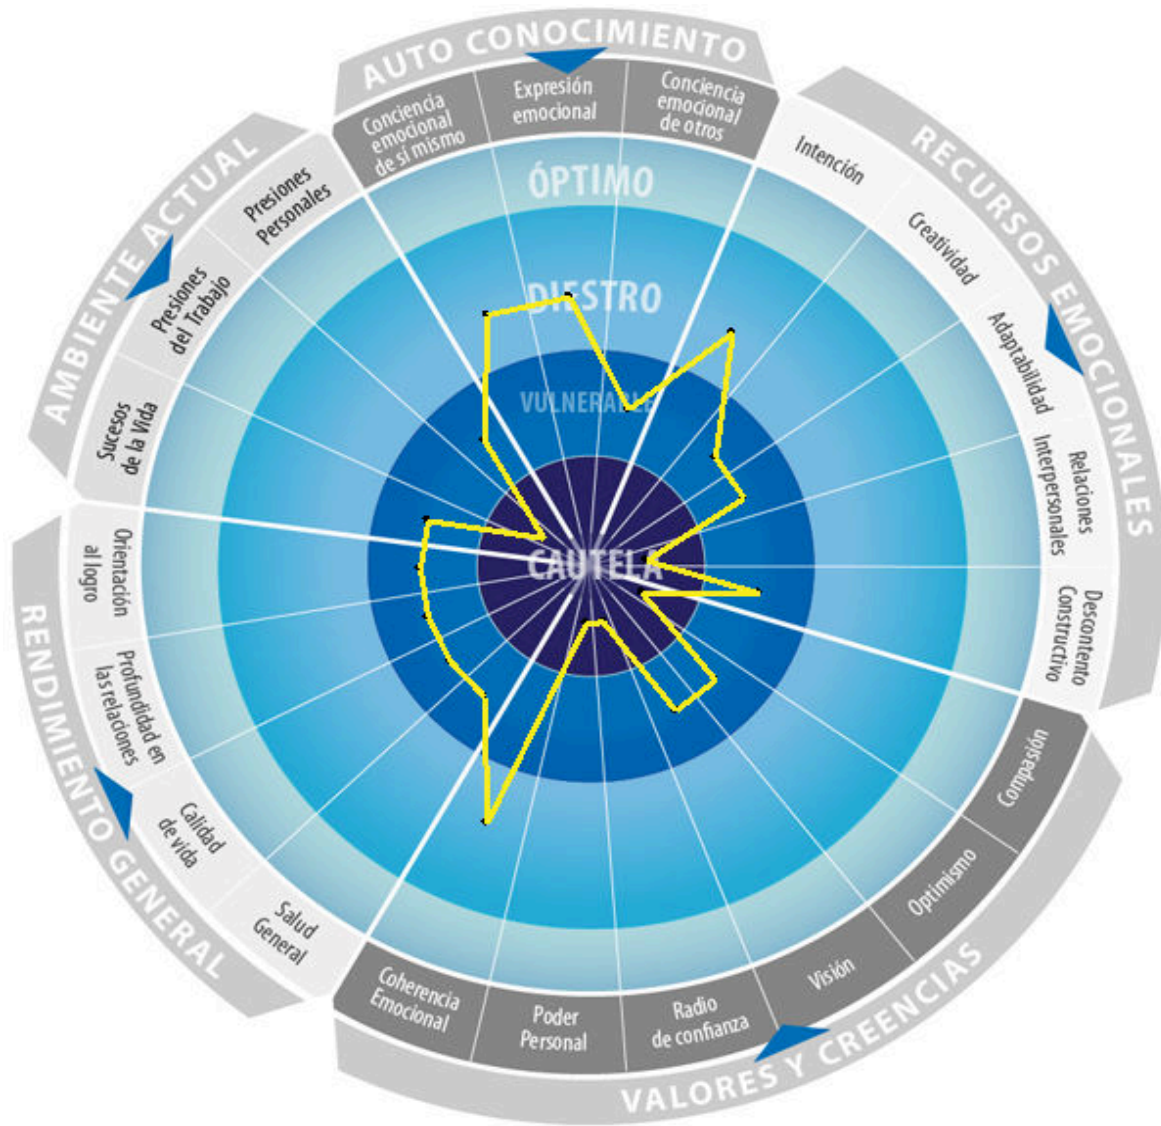 AUTO CONOCIMIENTO
Conciencia
emocional
de sí mismo
Expresión
emocional
Conciencia
emocional
de otros
RECURSOS EMOCIONALES
Intención
Creatividad
Adaptabilidad
Relaciones
Interpersonales
Descontento
Constructivo
VALORES Y CREENCIAS
Compasión
Optimismo
Visión
Radio
de confianza
Poder
Personal
Coherencia
Emocional
RENDIMIENTO GENERAL
Salud
General
Calidad
de vida
Profundidad en
las relaciones
Orientación
al logro
AMBIENTE ACTUAL
Sucesos
de la Vida
Presiones
del Trabajo
Presiones
Personales
ÓPTIMO
DIESTRO
VULNERABLE
CAUTELA